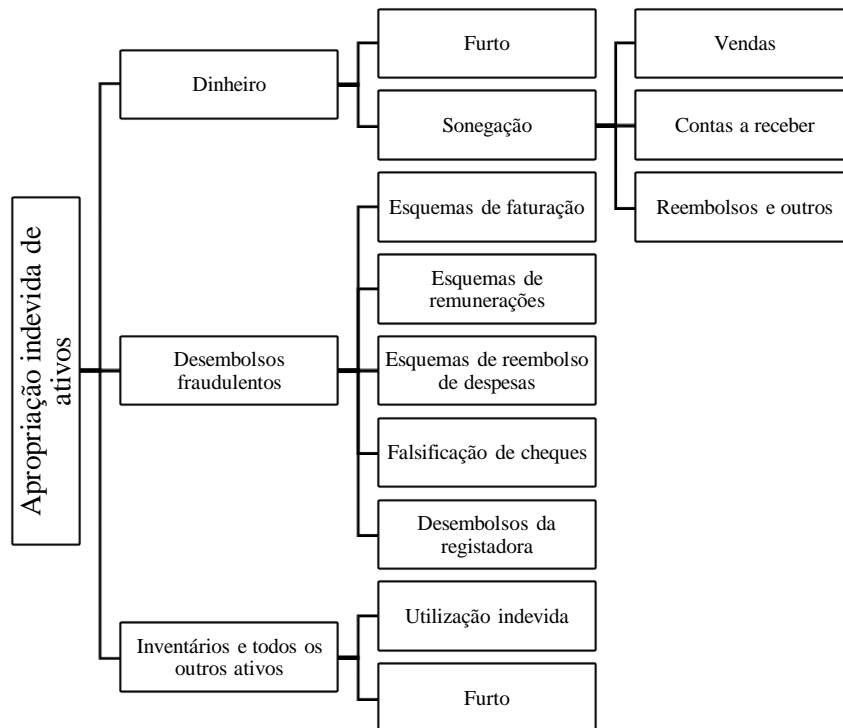 Apropriação indevida de
ativos
Dinheiro
Furto
Sonegação
Vendas
Contas a receber
Reembolsos e outros
Desembolsos
fraudulentos
Esquemas de faturação
Esquemas de
remunerações
Esquemas de reembolso
de despesas
Falsificação de cheques
Desembolsos da
registadora
Inventários e todos os
outros ativos
Utilização indevida
Furto